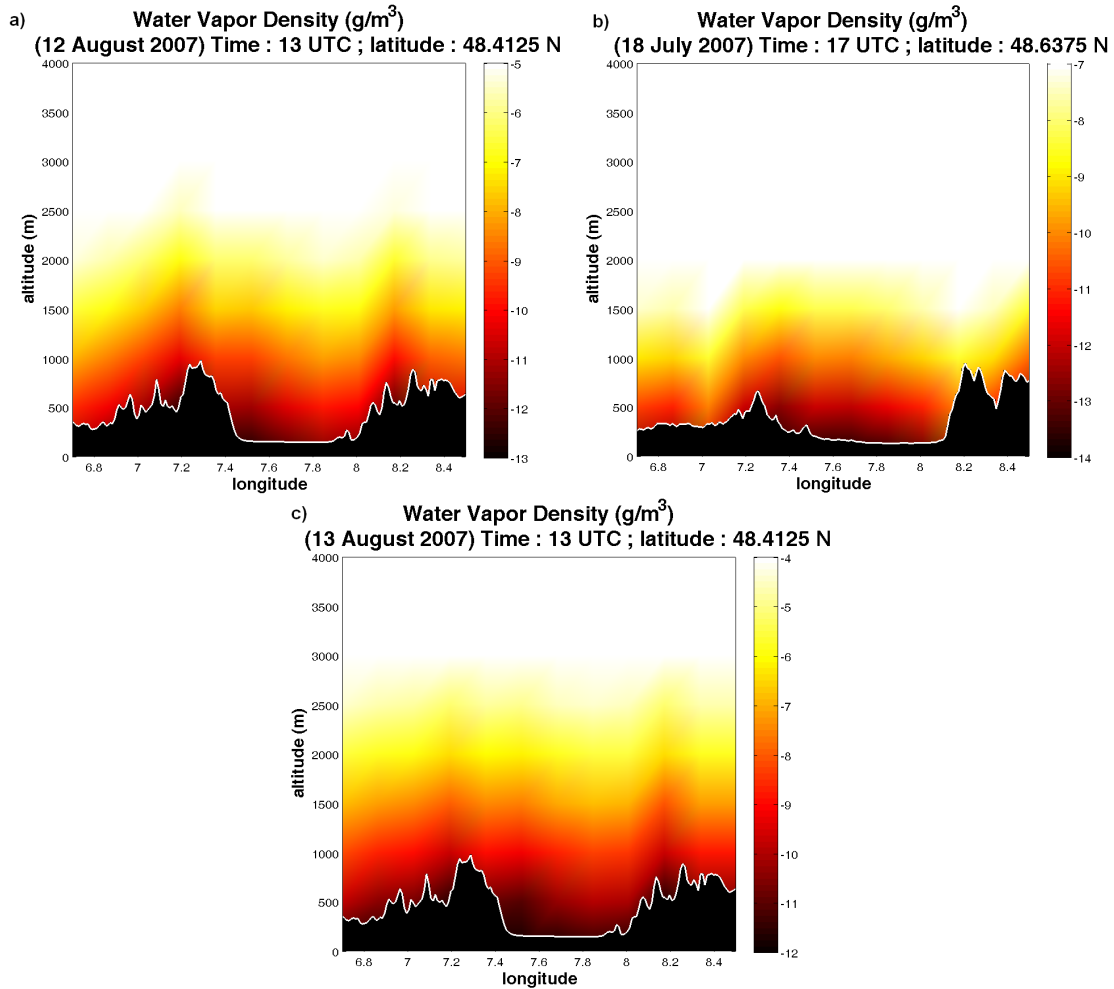 a)
Water Vapor Density (g/m³)
(12 August 2007) Time : 13 UTC ; latitude : 48.4125 N
4000
3500
3000
2500
2000
1500
1000
500
0
altitude (m)
6.8 7 7.2 7.4 7.6 7.8 8 8.2 8.4
longitude
-5
-6
-7
-8
-9
-10
-11
-12
-13
b)
Water Vapor Density (g/m³)
(18 July 2007) Time : 17 UTC ; latitude : 48.6375 N
4000
3500
3000
2500
2000
1500
1000
500
0
altitude (m)
6.8 7 7.2 7.4 7.6 7.8 8 8.2 8.4
longitude
-7
-8
-9
-10
-11
-12
-13
-14
c)
Water Vapor Density (g/m³)
(13 August 2007) Time : 13 UTC ; latitude : 48.4125 N
4000
3500
3000
2500
2000
1500
1000
500
0
altitude (m)
6.8 7 7.2 7.4 7.6 7.8 8 8.2 8.4
longitude
-4
-5
-6
-7
-8
-9
-10
-11
-12